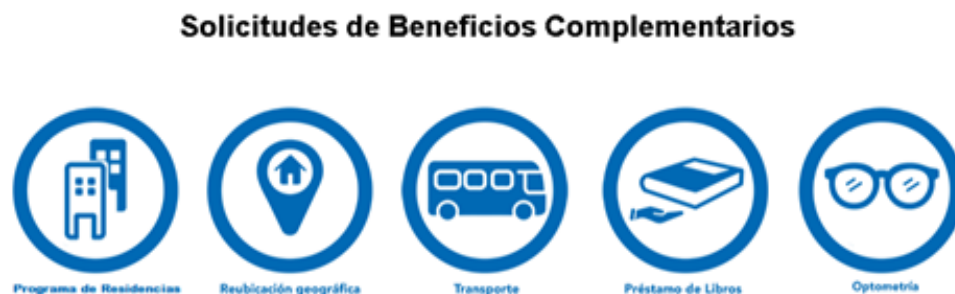 Solicitudes de Beneficios Complementarios
Programa de Residencias
Reubicación geográfica
Transporte
Préstamo de Libros
Optometría